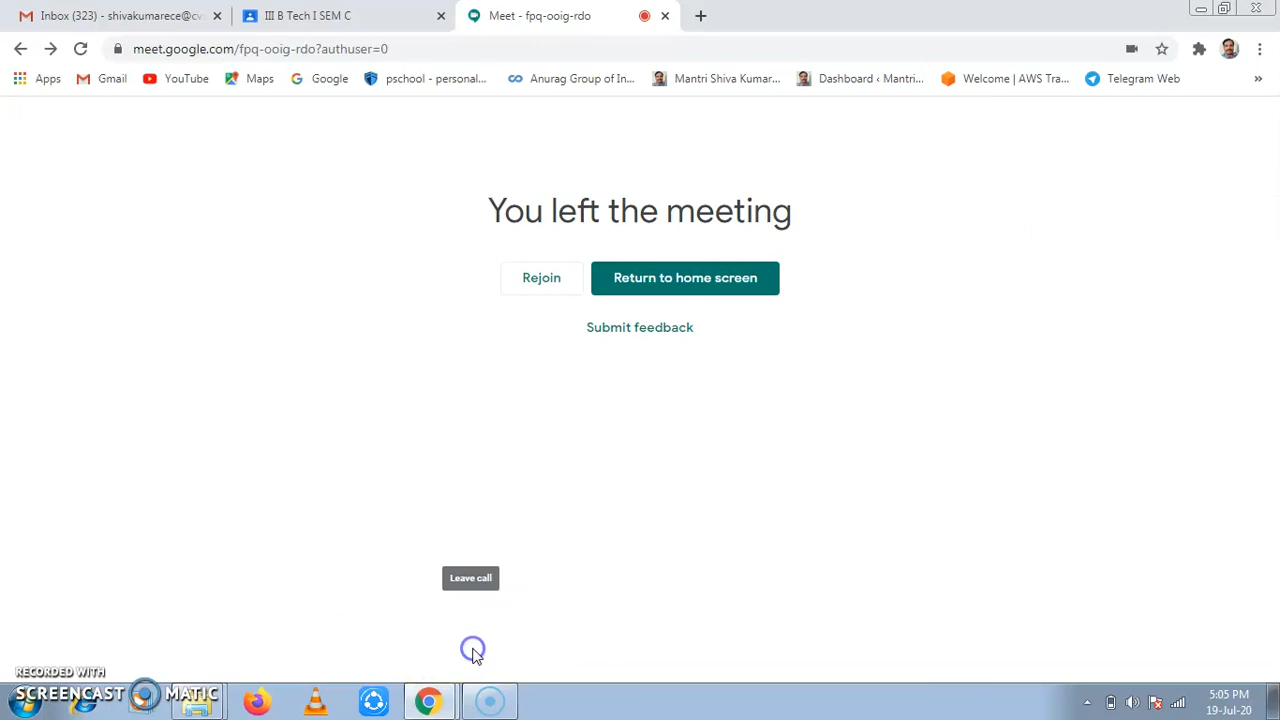 Inbox (323) - shivakumarece@cv
III B Tech I SEM C
Meet - fpq-ooig-rdo
meet.google.com/fpq-ooig-rdo?authuser=0
Apps
Gmail
YouTube
Maps
Google
pschool - personal...
Anurag Group of In...
Mantri Shiva Kumar...
Dashboard ‹ Mantri...
Welcome | AWS Tra...
Telegram Web
»
You left the meeting
Rejoin
Return to home screen
Submit feedback
Leave call
RECORDED WITH
SCREENCAST MATIC
5:05 PM
19-Jul-20